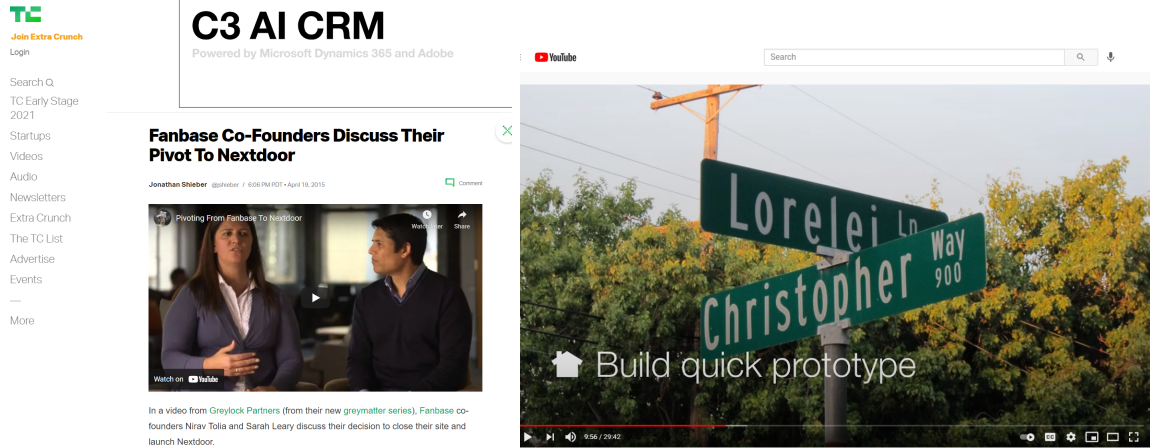 TC
Join Extra Crunch
Login
Search
TC Early Stage
2021
Startups
Videos
Audio
Newsletters
Extra Crunch
The TC List
Advertise
Events
—
More
C3 AI CRM
Powered by Microsoft Dynamics 365 and Adobe
Fanbase Co-Founders Discuss Their
Pivot To Nextdoor
Jonathan Shieber @jshieber / 6:06 PM PDT • April 19, 2015
Comment
Pivoting From Fanbase To Nextdoor
Share
Watch on YouTube
In a video from Greylock Partners (from their new greymatter series), Fanbase co-
founders Nirav Tolia and Sarah Leary discuss their decision to close their site and
launch Nextdoor.
YouTube
Search
Lorelei Ln
Christopher Way
900
Build quick prototype
9:56 / 29:42
CC